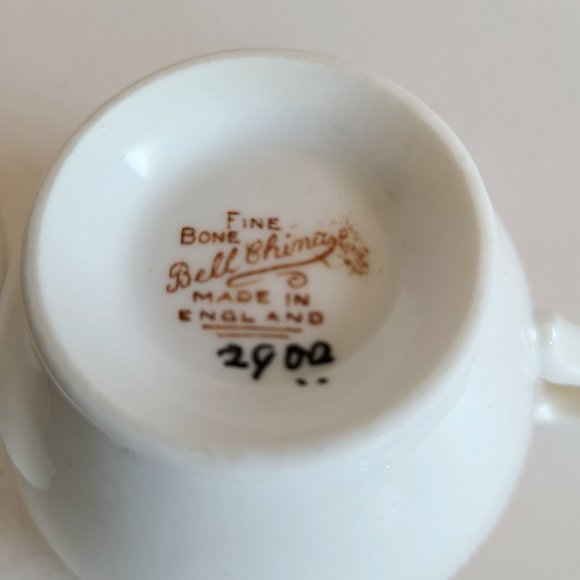 FINE
BONE
Bell China
MADE IN
ENGLAND
2900